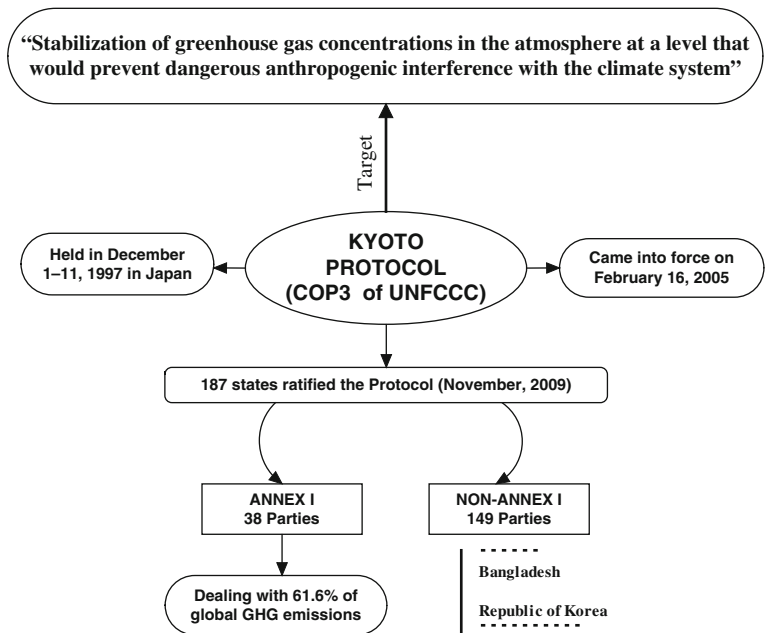 “Stabilization of greenhouse gas concentrations in the atmosphere at a level that
would prevent dangerous anthropogenic interference with the climate system”
Target
KYOTO
PROTOCOL
(COP3 of UNFCCC)
Held in December
1–11, 1997 in Japan
Came into force on
February 16, 2005
187 states ratified the Protocol (November, 2009)
ANNEX I
38 Parties
NON-ANNEX I
149 Parties
Dealing with 61.6% of
global GHG emissions
Bangladesh
Republic of Korea